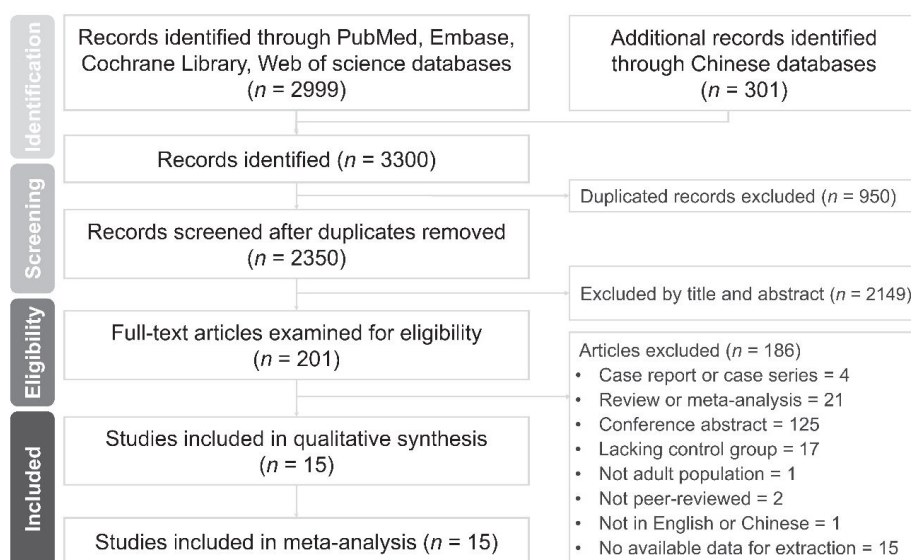 Identification
Records identified through PubMed, Embase,
Cochrane Library, Web of science databases
(n = 2999)
Additional records identified
through Chinese databases
(n = 301)
Records identified (n = 3300)
Screening
Duplicated records excluded (n = 950)
Records screened after duplicates removed
(n = 2350)
Excluded by title and abstract (n = 2149)
Eligibility
Full-text articles examined for eligibility
(n = 201)
Articles excluded (n = 186)
• Case report or case series = 4
• Review or meta-analysis = 21
• Conference abstract = 125
• Lacking control group = 17
• Not adult population = 1
• Not peer-reviewed = 2
• Not in English or Chinese = 1
• No available data for extraction = 15
Included
Studies included in qualitative synthesis
(n = 15)
Studies included in meta-analysis (n = 15)